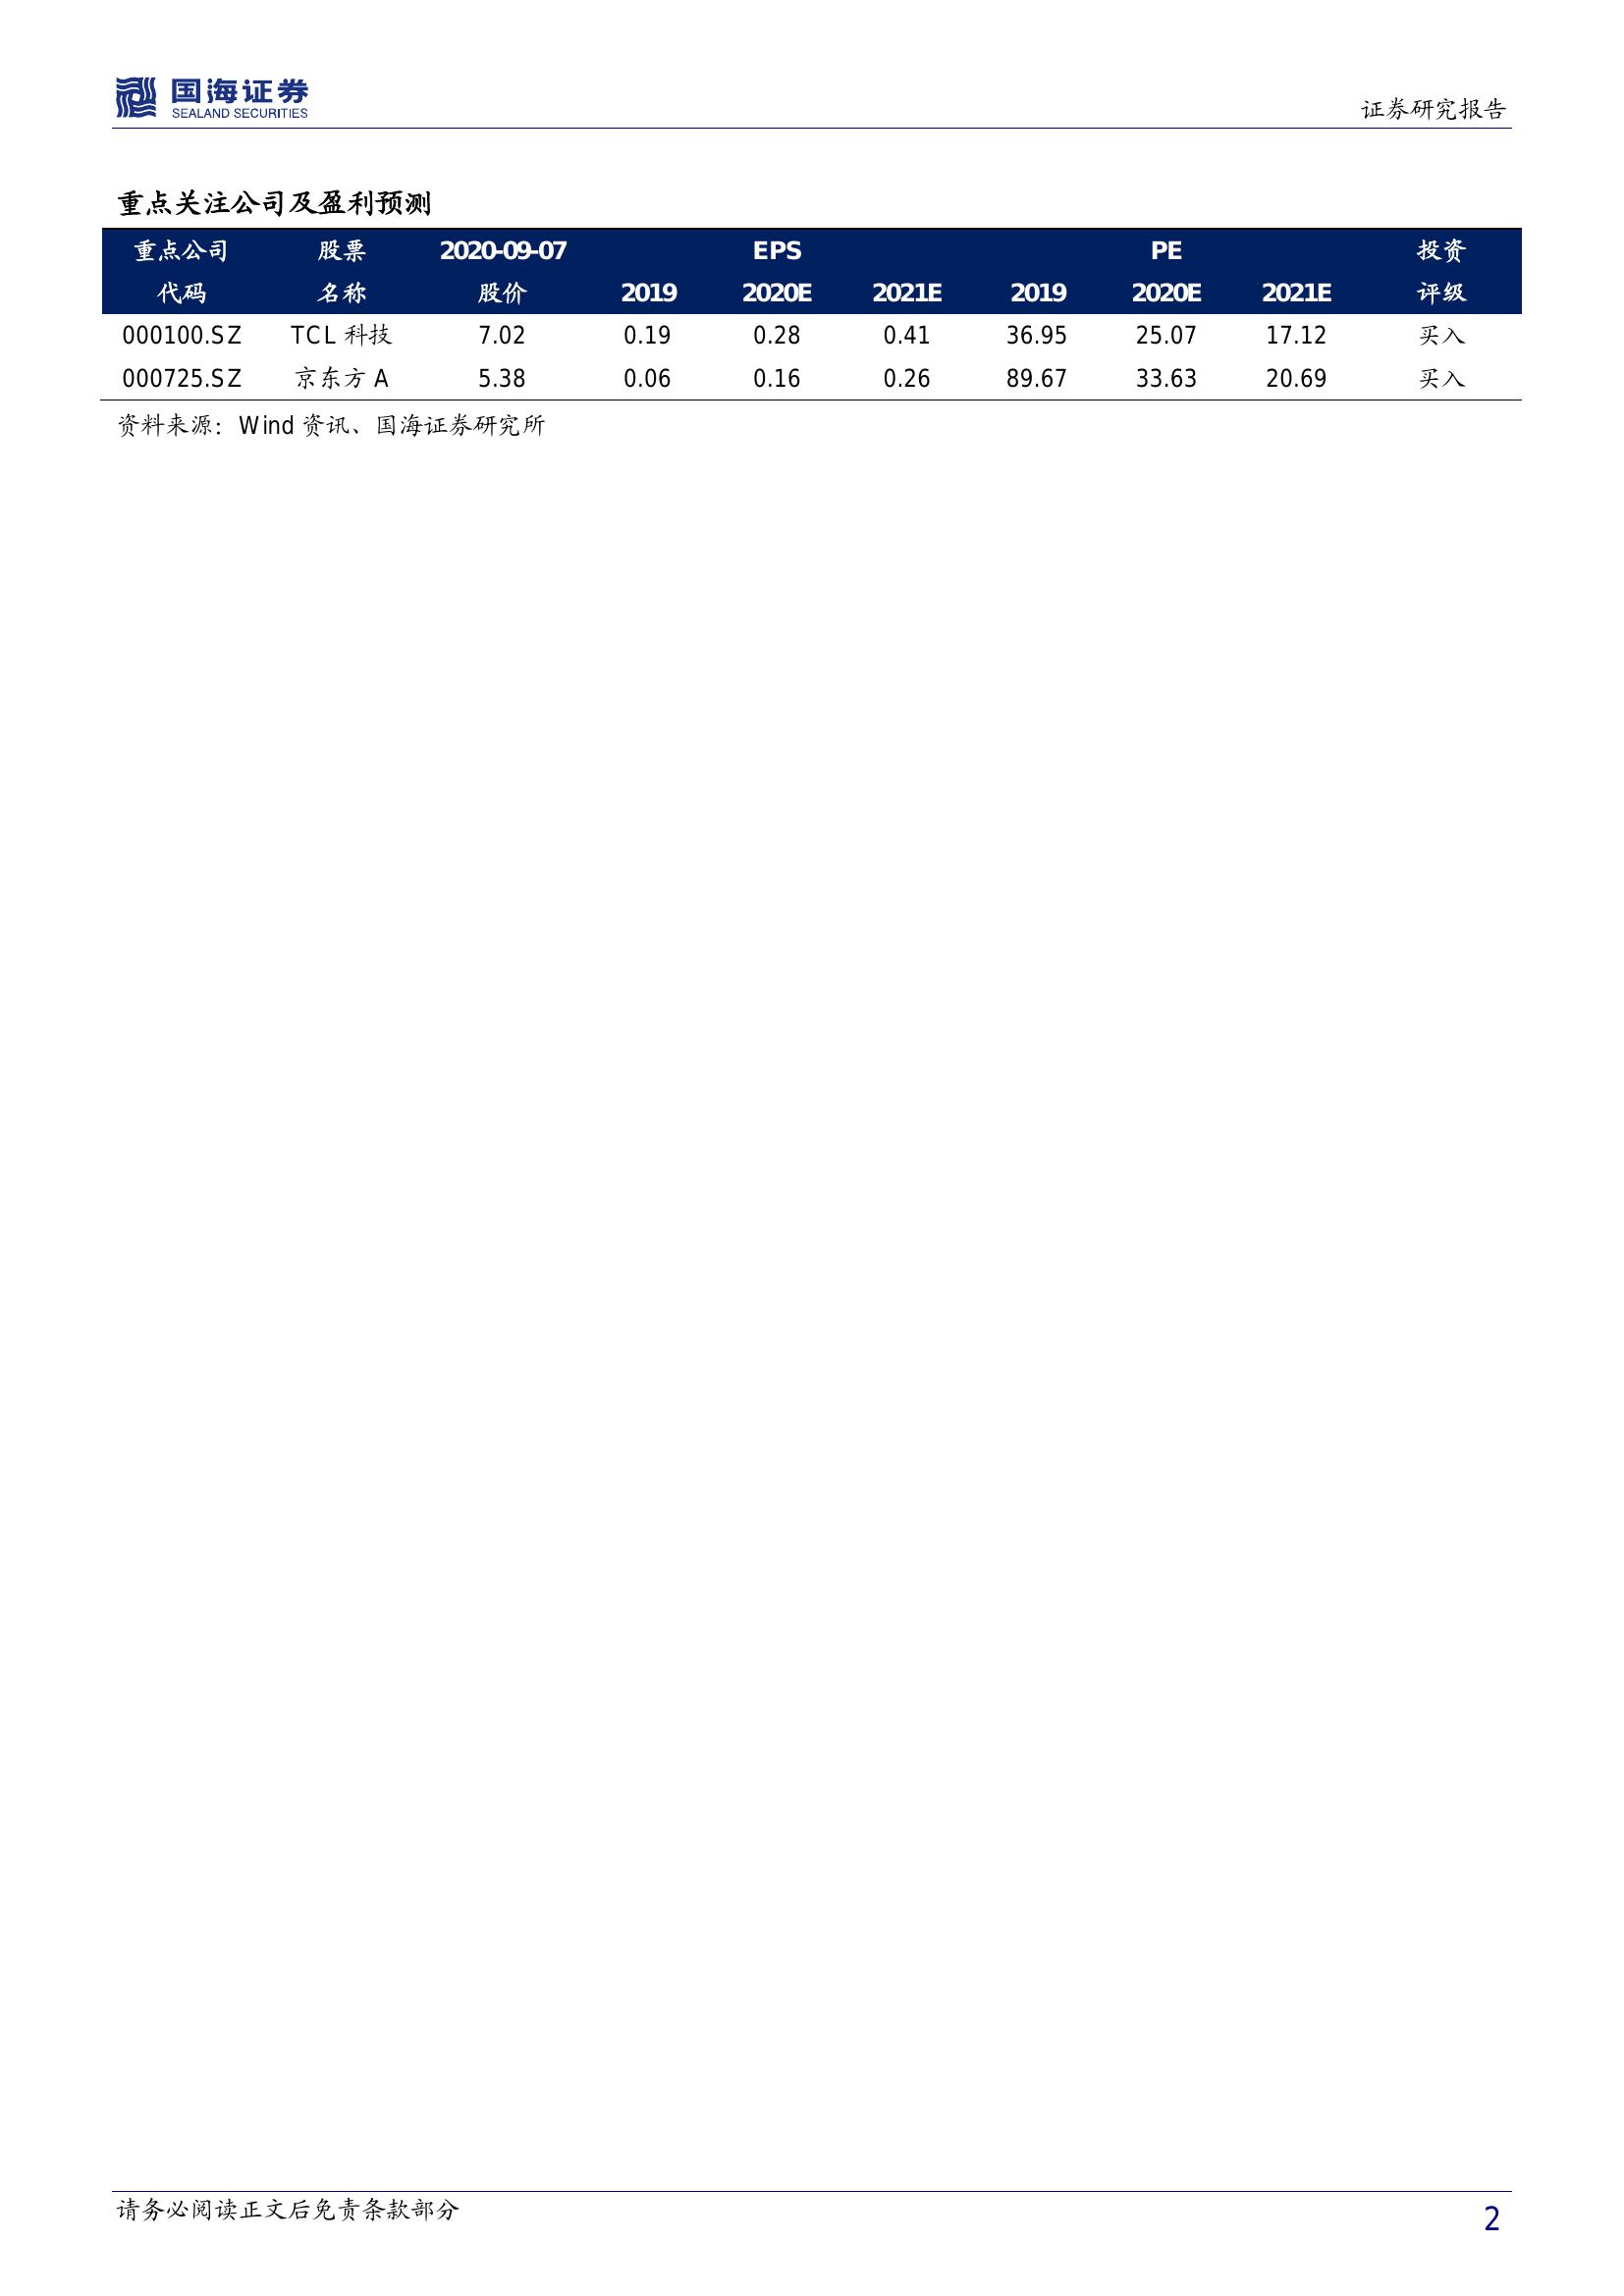 国海证券
SEALAND SECURITIES
证券研究报告
重点关注公司及盈利预测
重点公司 股票 2020-09-07 EPS PE 投资
代码 名称 股价 2019 2020E 2021E 2019 2020E 2021E 评级
000100.SZ TCL 科技 7.02 0.19 0.28 0.41 36.95 25.07 17.12 买入
000725.SZ 京东方 A 5.38 0.06 0.16 0.26 89.67 33.63 20.69 买入
资料来源：Wind 资讯、国海证券研究所
请务必阅读正文后免责条款部分
2